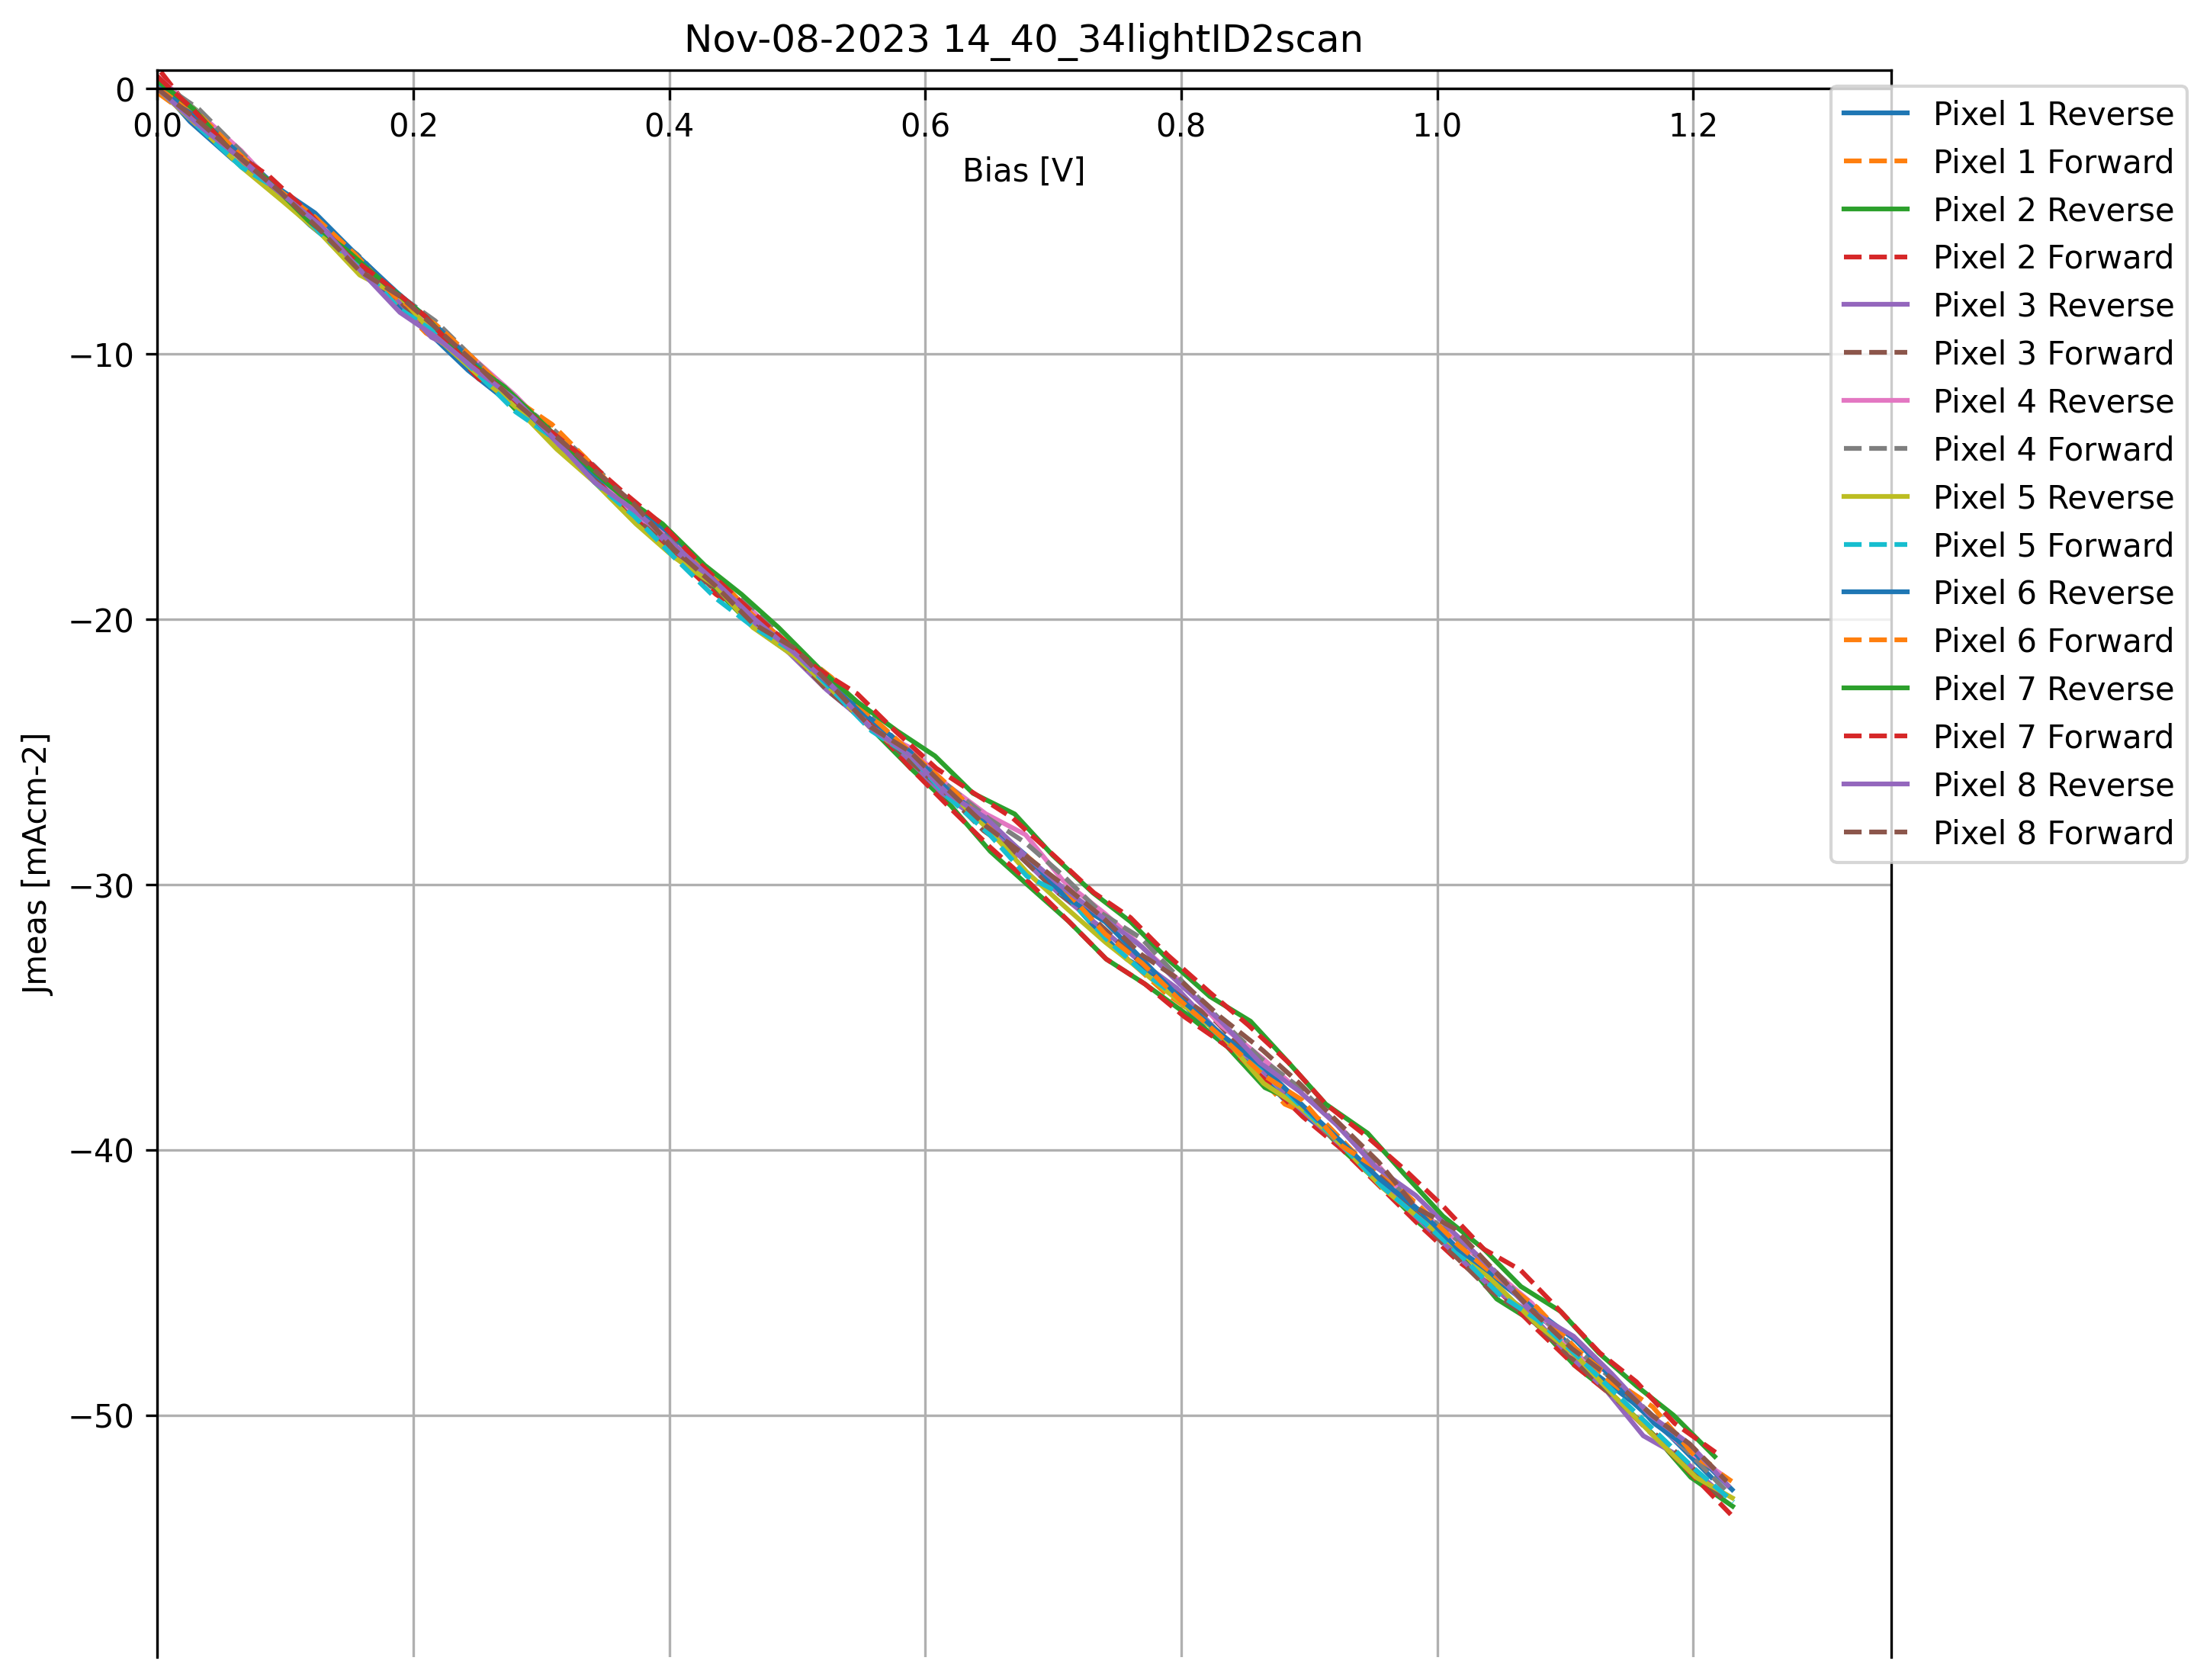 Nov-08-2023 14_40_34lightID2scan
0
0.0
0.2
0.4
0.6
0.8
1.0
1.2
Bias [V]
−10
−20
−30
−40
−50
Jmeas [mAcm-2]
Pixel 1 Reverse
Pixel 1 Forward
Pixel 2 Reverse
Pixel 2 Forward
Pixel 3 Reverse
Pixel 3 Forward
Pixel 4 Reverse
Pixel 4 Forward
Pixel 5 Reverse
Pixel 5 Forward
Pixel 6 Reverse
Pixel 6 Forward
Pixel 7 Reverse
Pixel 7 Forward
Pixel 8 Reverse
Pixel 8 Forward